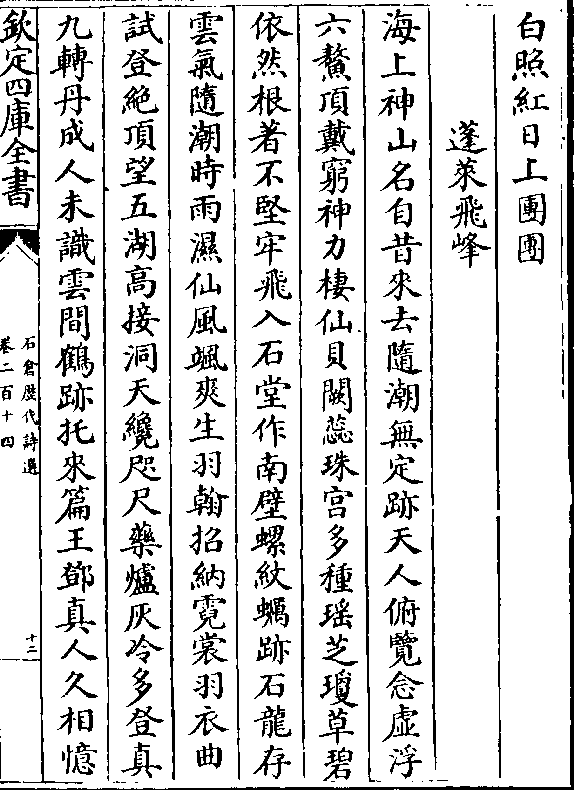 白照紅日上團團
蓬萊飛峰
海上神山名自昔來去隨潮無定跡天人俯覽念虛浮
六鰲頂戴窮神力棲仙貝闕蕊珠宮多種瑶芝瓊草碧
依然根著不堅牢飛入石堂作南壁螺紋蠣跡石龍存
雲氣隨潮時雨濕仙風颯爽生羽翰招納霓裳羽衣曲
試登絶頂望五湖高接洞天纔咫尺藥爐灰冷多登真
九轉丹成人未識雲間鶴跡托來篇王鄧真人久相憶
欽定四庫全書
石倉歷代詩選
卷二百十四
十二